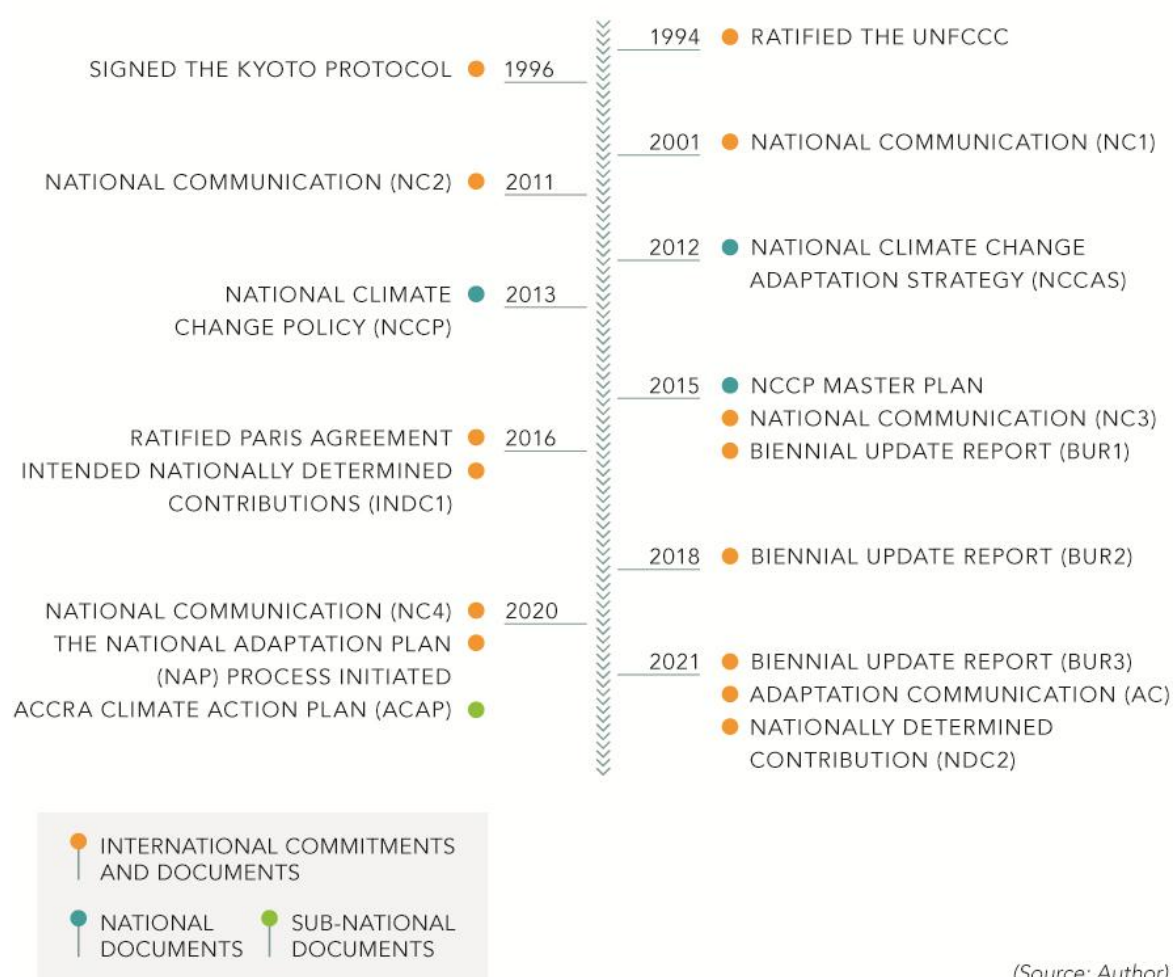 1994 RATIFIED THE UNFCCC
SIGNED THE KYOTO PROTOCOL 1996
2001 NATIONAL COMMUNICATION (NC1)
NATIONAL COMMUNICATION (NC2) 2011
2012 NATIONAL CLIMATE CHANGE
ADAPTATION STRATEGY (NCCAS)
NATIONAL CLIMATE 2013
CHANGE POLICY (NCCP)
2015 NCCP MASTER PLAN
NATIONAL COMMUNICATION (NC3)
BIENNIAL UPDATE REPORT (BUR1)
RATIFIED PARIS AGREEMENT 2016
INTENDED NATIONALLY DETERMINED
CONTRIBUTIONS (INDC1)
2018 BIENNIAL UPDATE REPORT (BUR2)
NATIONAL COMMUNICATION (NC4) 2020
THE NATIONAL ADAPTATION PLAN
(NAP) PROCESS INITIATED
ACCRA CLIMATE ACTION PLAN (ACAP)
2021 BIENNIAL UPDATE REPORT (BUR3)
ADAPTATION COMMUNICATION (AC)
NATIONALLY DETERMINED
CONTRIBUTION (NDC2)
INTERNATIONAL COMMITMENTS
AND DOCUMENTS
NATIONAL
DOCUMENTS
SUB-NATIONAL
DOCUMENTS
(Source: Author)